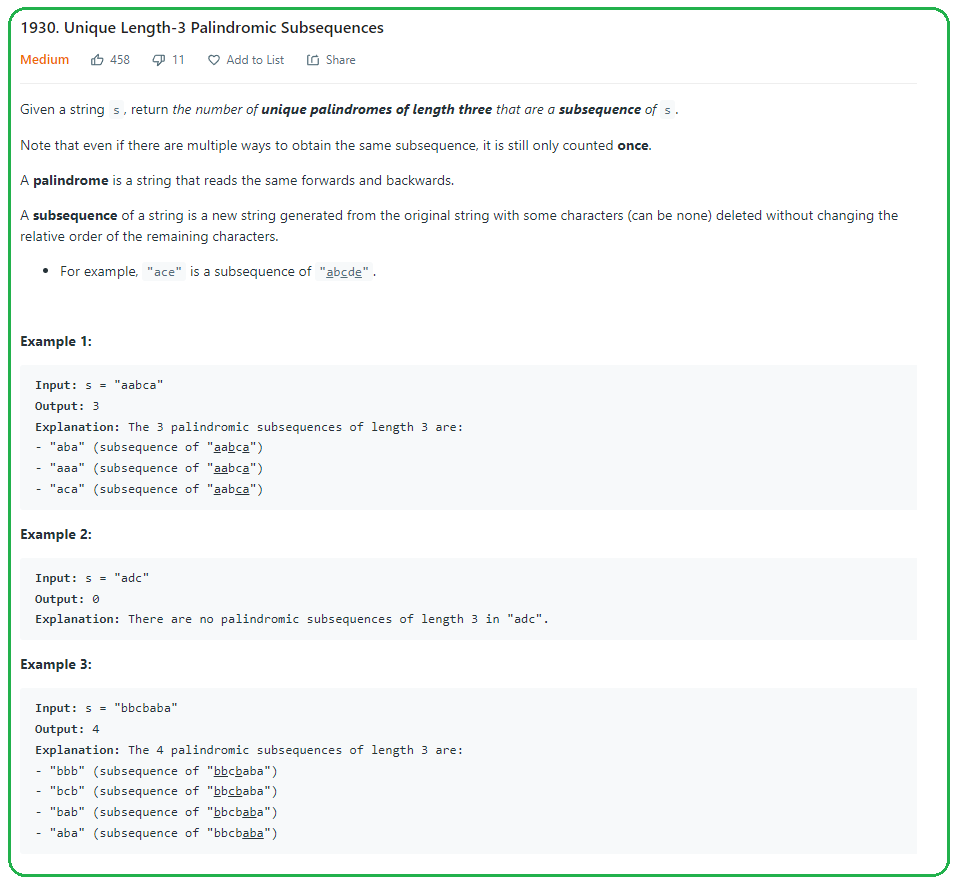 1930. Unique Length-3 Palindromic Subsequences
Medium 458 11 Add to List Share
Given a string s , return the number of unique palindromes of length three that are a subsequence of s .
Note that even if there are multiple ways to obtain the same subsequence, it is still only counted once.
A palindrome is a string that reads the same forwards and backwards.
A subsequence of a string is a new string generated from the original string with some characters (can be none) deleted without changing the
relative order of the remaining characters.
• For example, "ace" is a subsequence of "abcde" .
Example 1:
Input: s = "aabca"
Output: 3
Explanation: The 3 palindromic subsequences of length 3 are:
- "aba" (subsequence of "aabca")
- "aaa" (subsequence of "aabca")
- "aca" (subsequence of "aabca")
Example 2:
Input: s = "adc"
Output: 0
Explanation: There are no palindromic subsequences of length 3 in "adc".
Example 3:
Input: s = "bbcbaba"
Output: 4
Explanation: The 4 palindromic subsequences of length 3 are:
- "bbb" (subsequence of "bbcbaba")
- "bcb" (subsequence of "bbcbaba")
- "bab" (subsequence of "bbcbaba")
- "aba" (subsequence of "bbcbaba")